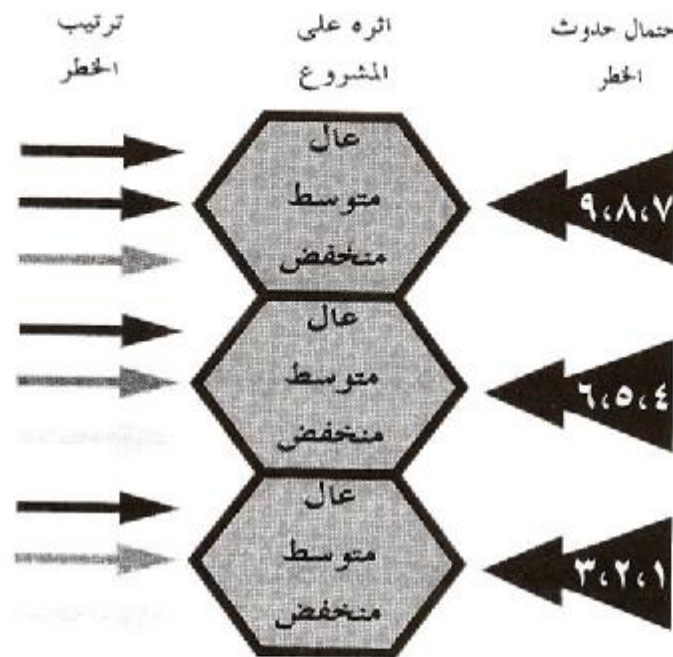 احتمال حدوث
الخطر
اثره على
المشروع
ترتيب
الخطر
٧،٨،٩
عال
متوسط
منخفض
٤،٥،٦
عال
متوسط
منخفض
١،٢،٣
عال
متوسط
منخفض